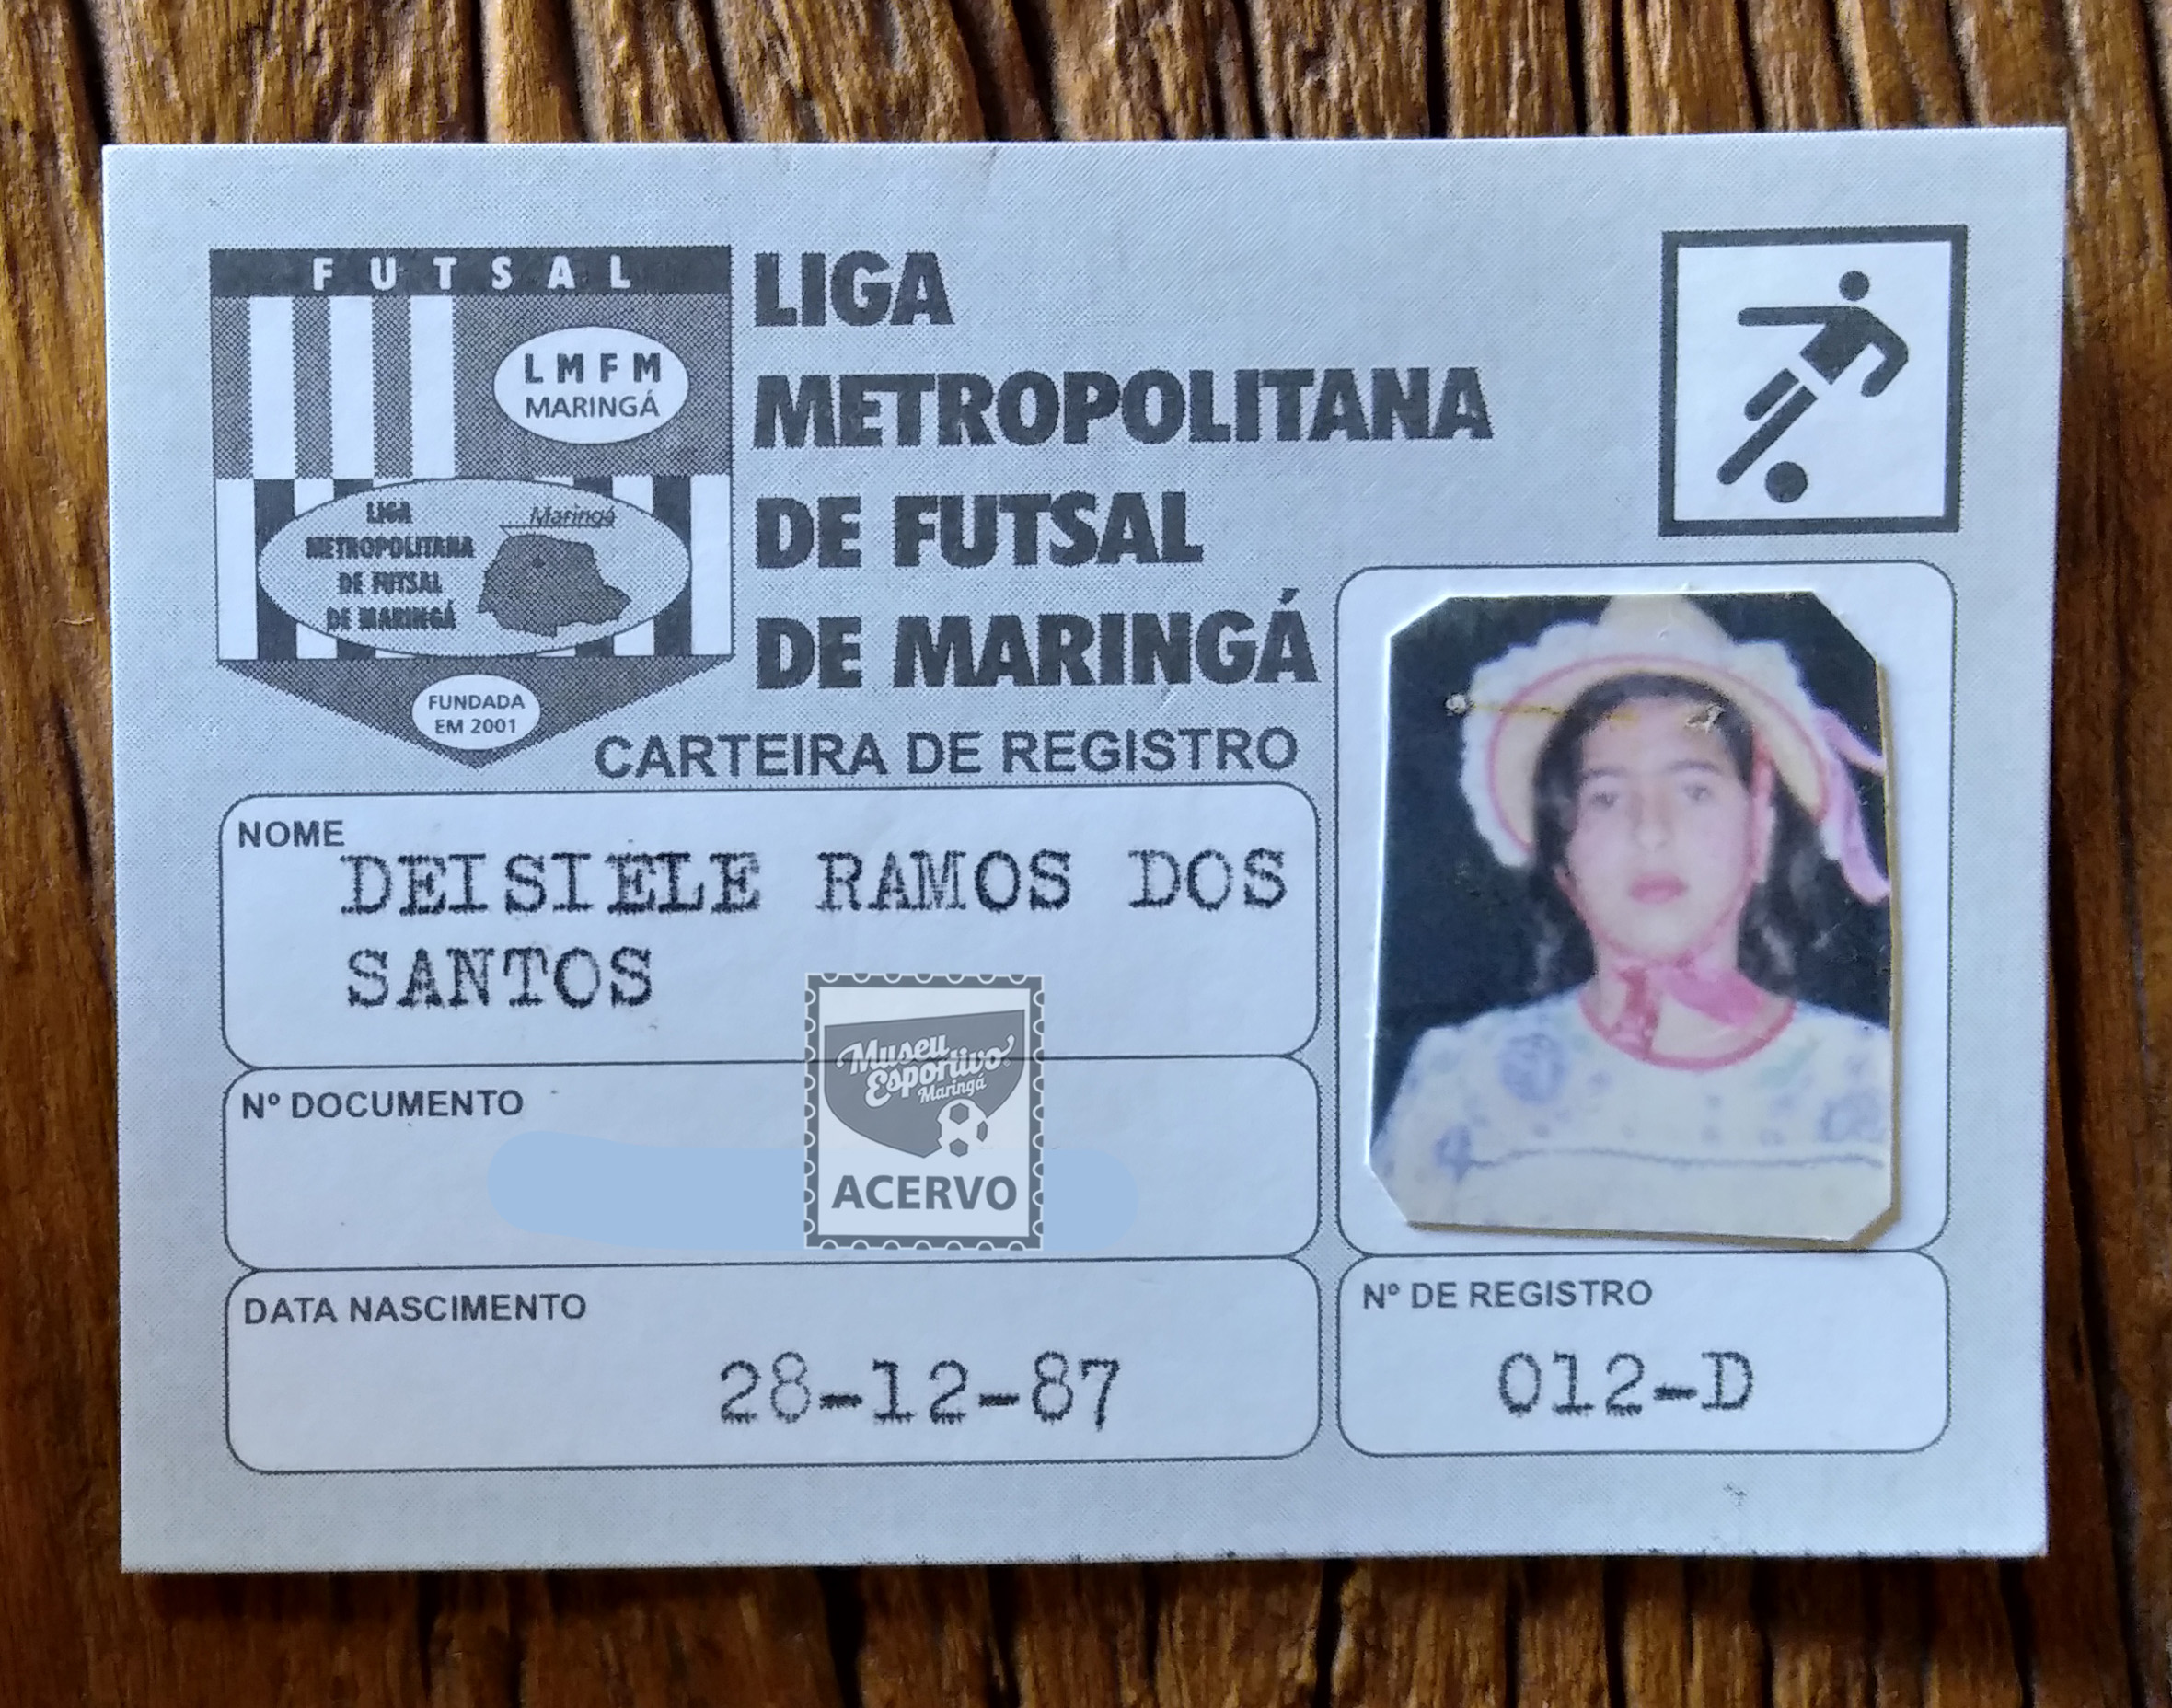 FUTSAL
LMFM
MARINGÁ
LIGA
METROPOLITANA
DE FUTSAL
DE MARINGÁ
Maringá
FUNDADA
EM 2001
LIGA
METROPOLITANA
DE FUTSAL
DE MARINGÁ
CARTEIRA DE REGISTRO
NOME
DEISIELE RAMOS DOS
SANTOS
Nº DOCUMENTO
Museu
Esportivo
Maringá
ACERVO
DATA NASCIMENTO
28-12-87
Nº DE REGISTRO
012-D